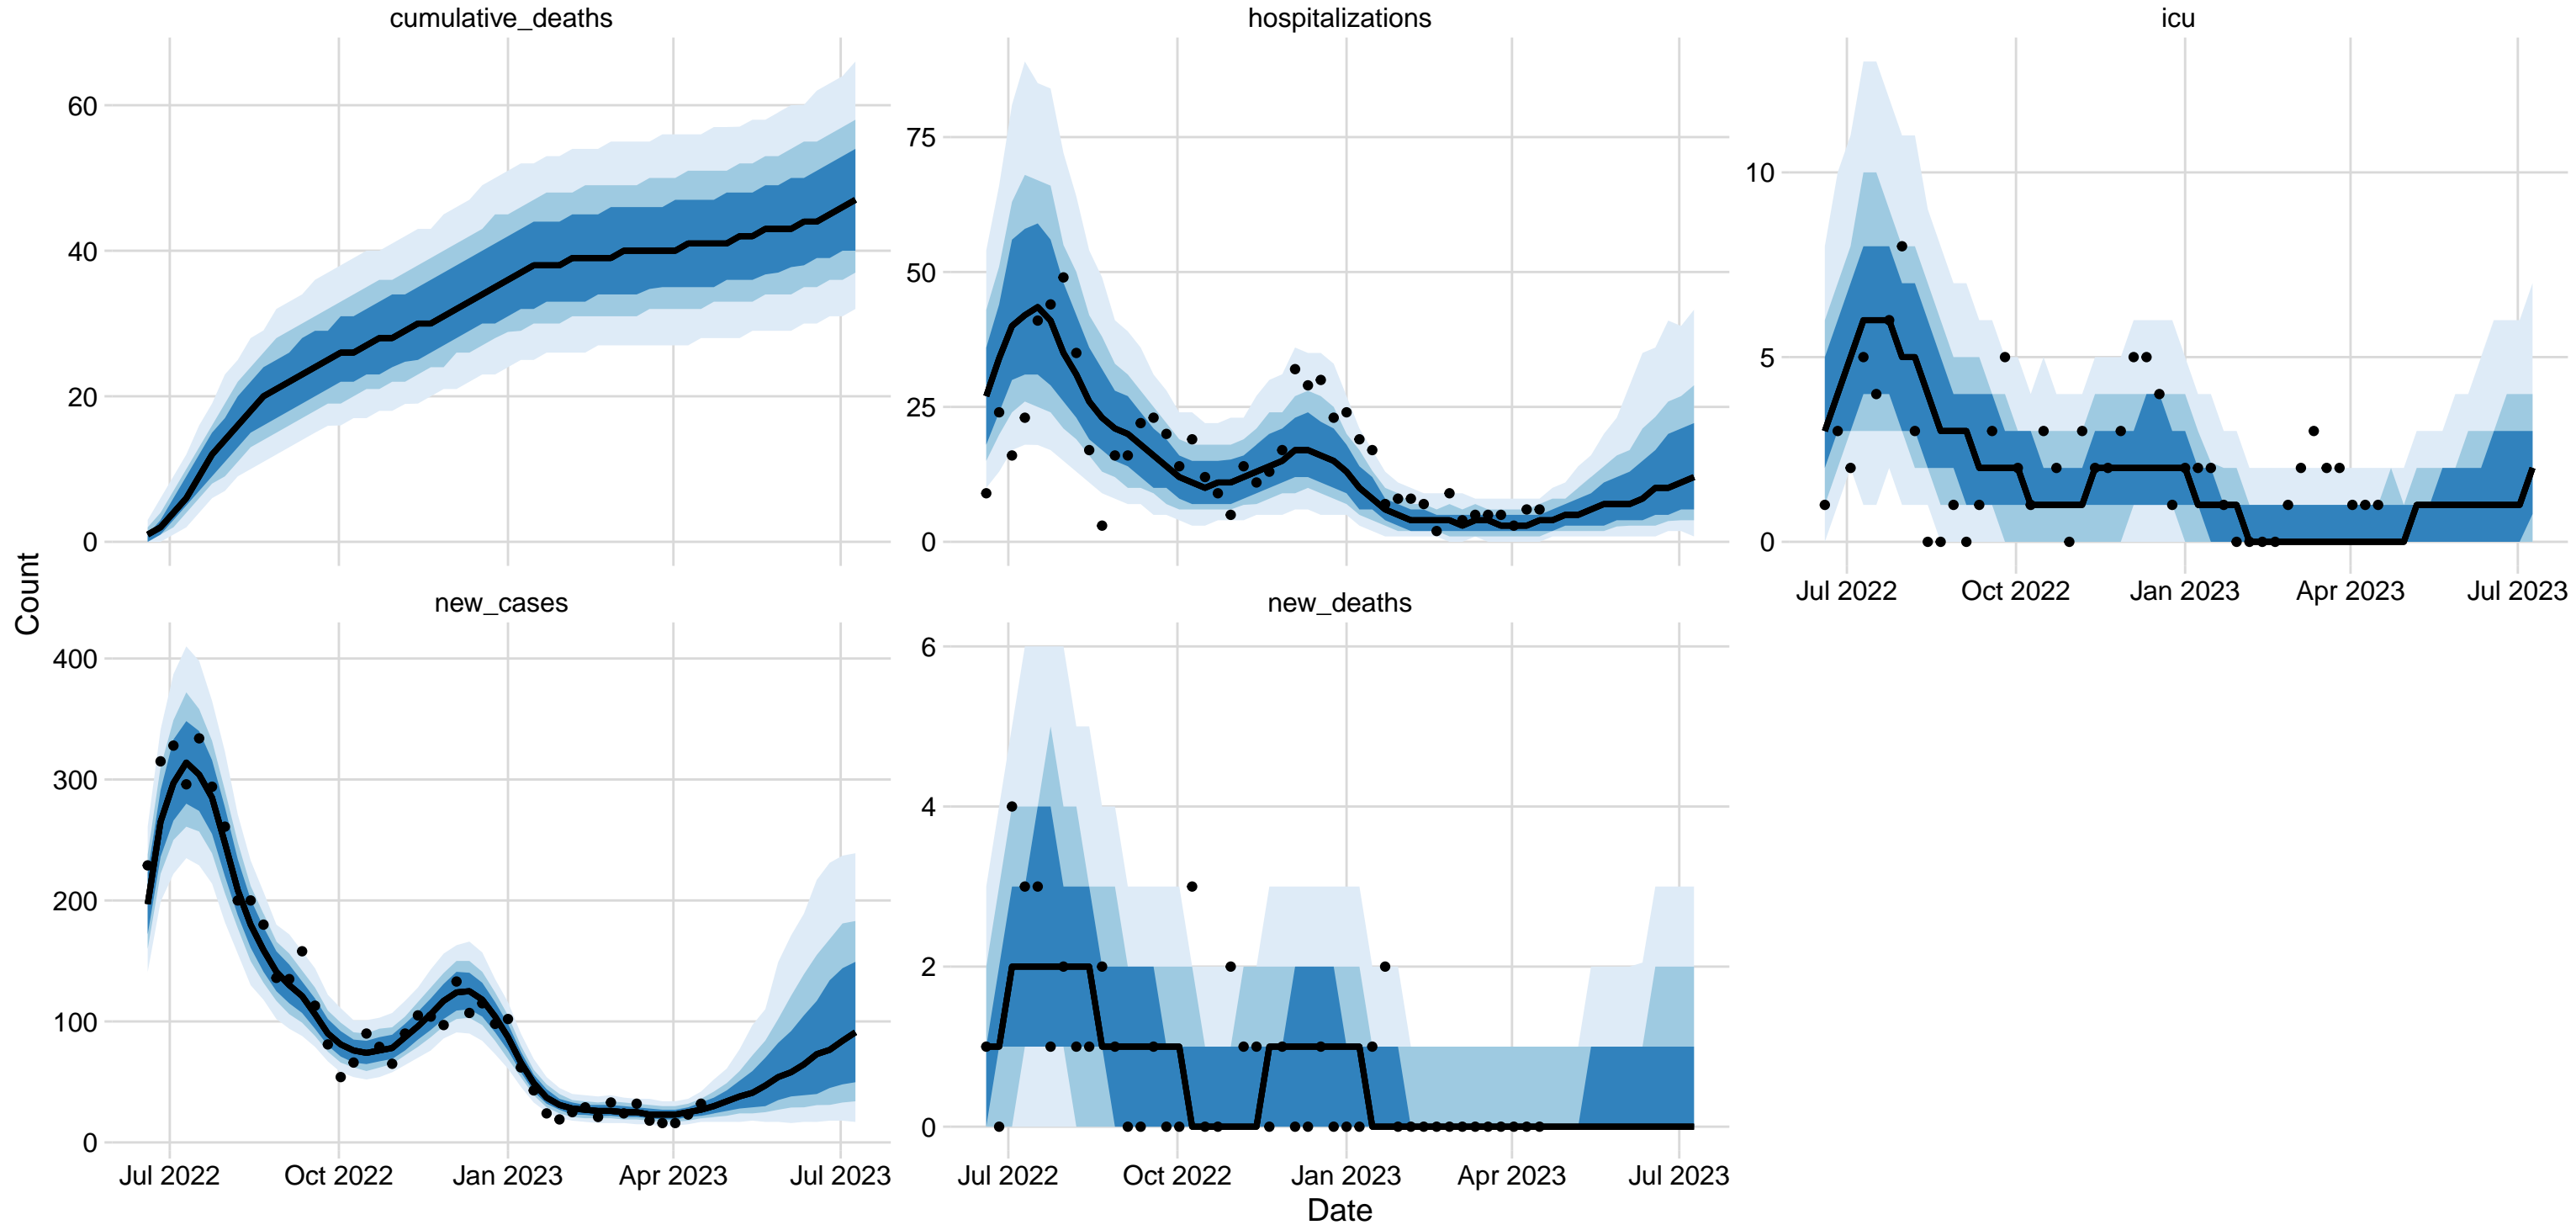 cumulative_deaths
hospitalizations
icu
60
40
20
0
75
50
25
0
10
5
0
Jul 2022
Oct 2022
Jan 2023
Apr 2023
Jul 2023
Count
new_cases
new_deaths
400
300
200
100
0
6
4
2
0
Jul 2022
Oct 2022
Jan 2023
Apr 2023
Jul 2023
Jul 2022
Oct 2022
Jan 2023
Apr 2023
Jul 2023
Date